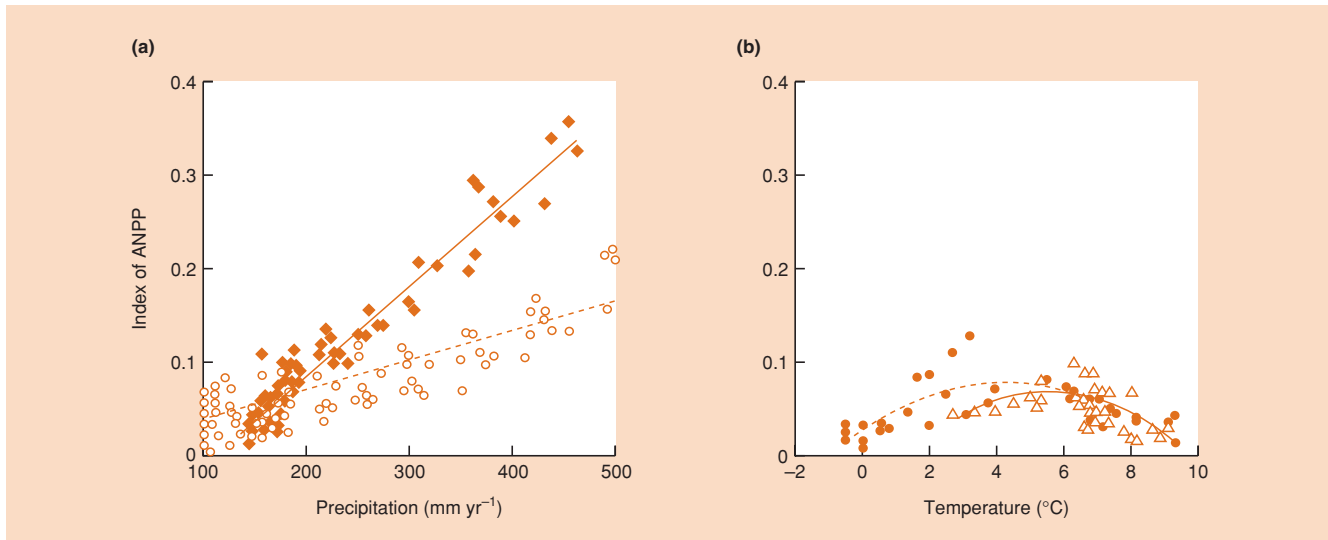 (a)
0.4
0.3
0.2
0.1
0
Index of ANPP
100 200 300 400 500
Precipitation (mm yr⁻¹)
(b)
0.4
0.3
0.2
0.1
0
−2 0 2 4 6 8 10
Temperature (°C)